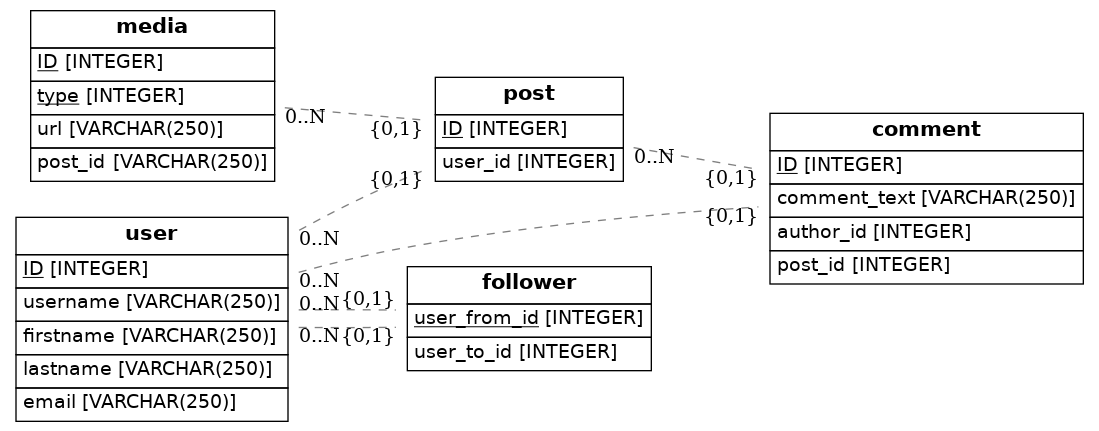 media
ID [INTEGER]
type [INTEGER]
url [VARCHAR(250)]
post_id [VARCHAR(250)]
0..N
{0,1}
post
ID [INTEGER]
user_id [INTEGER]
0..N
{0,1}
{0,1}
0..N
comment
ID [INTEGER]
comment_text [VARCHAR(250)]
author_id [INTEGER]
post_id [INTEGER]
{0,1}
0..N
user
ID [INTEGER]
username [VARCHAR(250)]
firstname [VARCHAR(250)]
lastname [VARCHAR(250)]
email [VARCHAR(250)]
0..N {0,1}
0..N {0,1}
follower
user_from_id [INTEGER]
user_to_id [INTEGER]